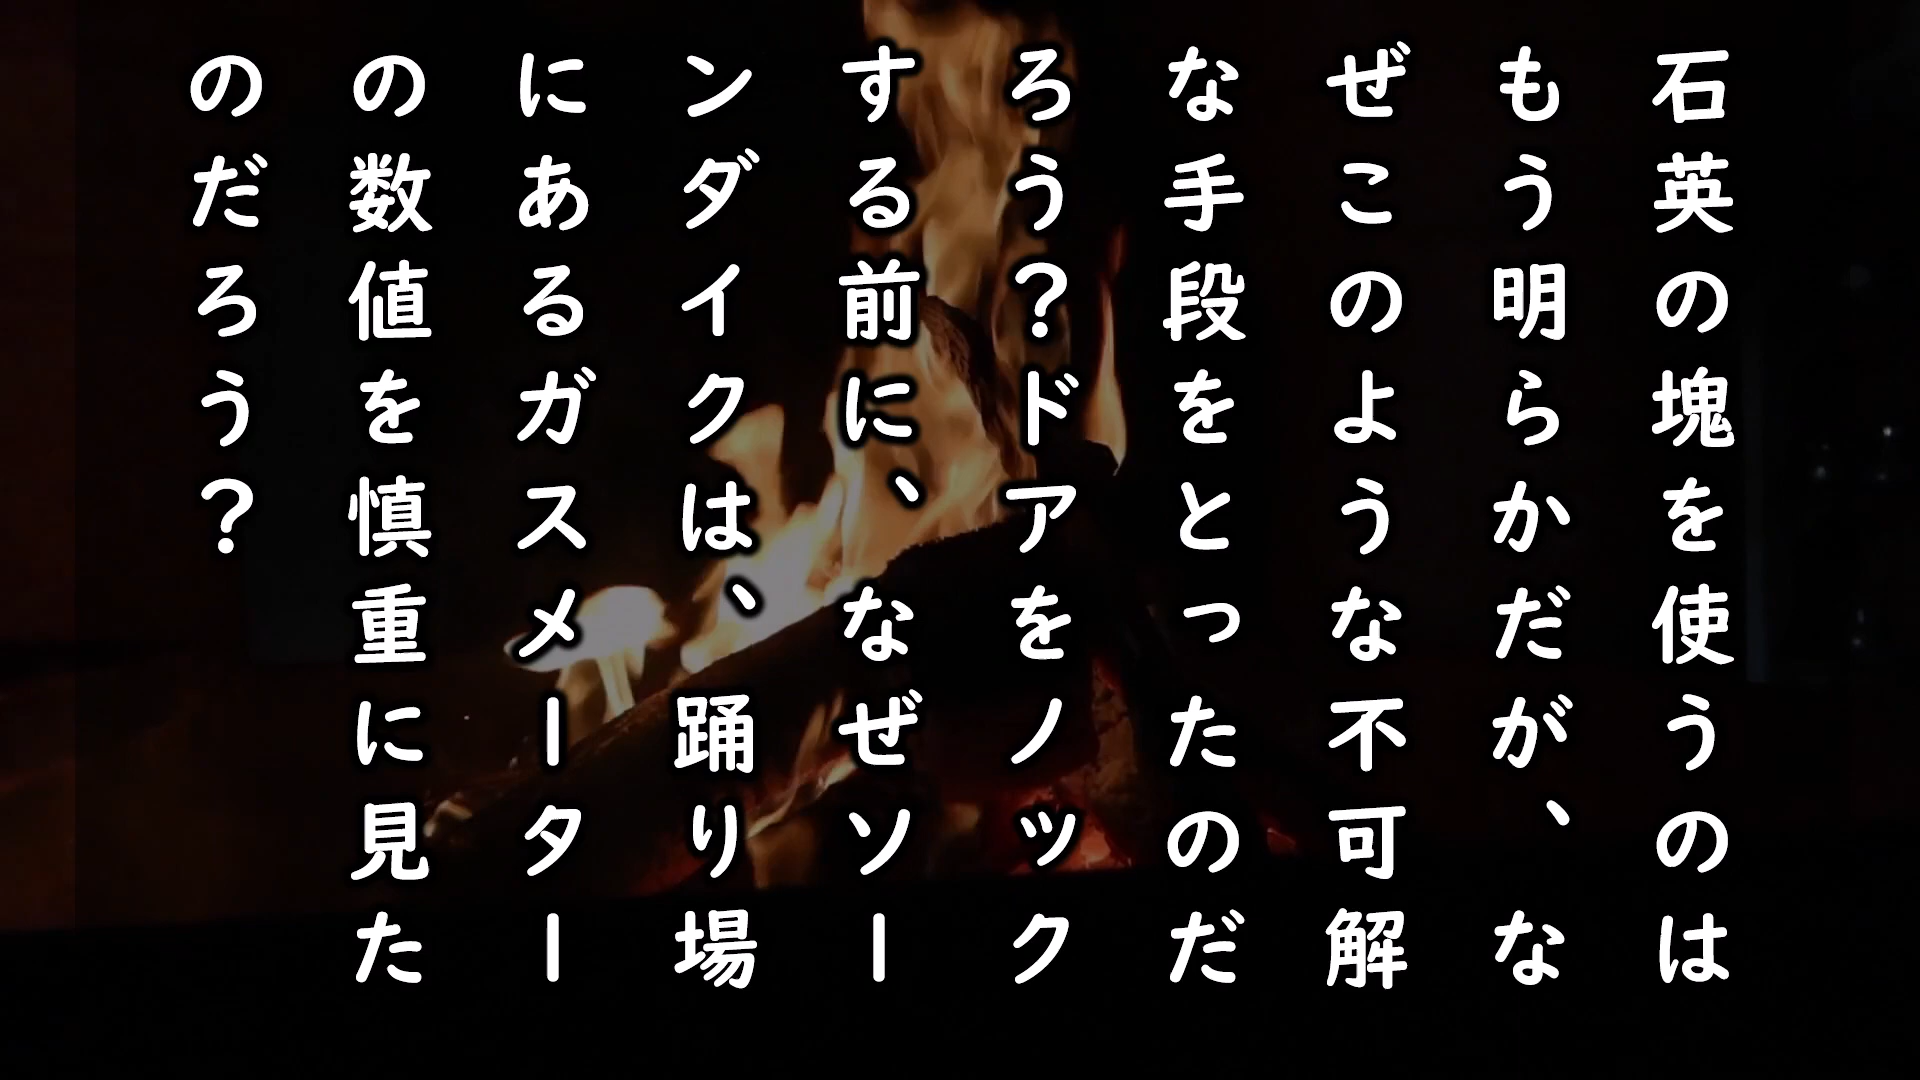 石英の塊を使うのは
もう明らかだが、な
ぜこのような不可解
な手段をとったのだ
ろう？ドアをノック
する前に、なぜソー
ンダイクは、踊り場
にあるガスメーター
の数値を慎重に見た
のだろう？